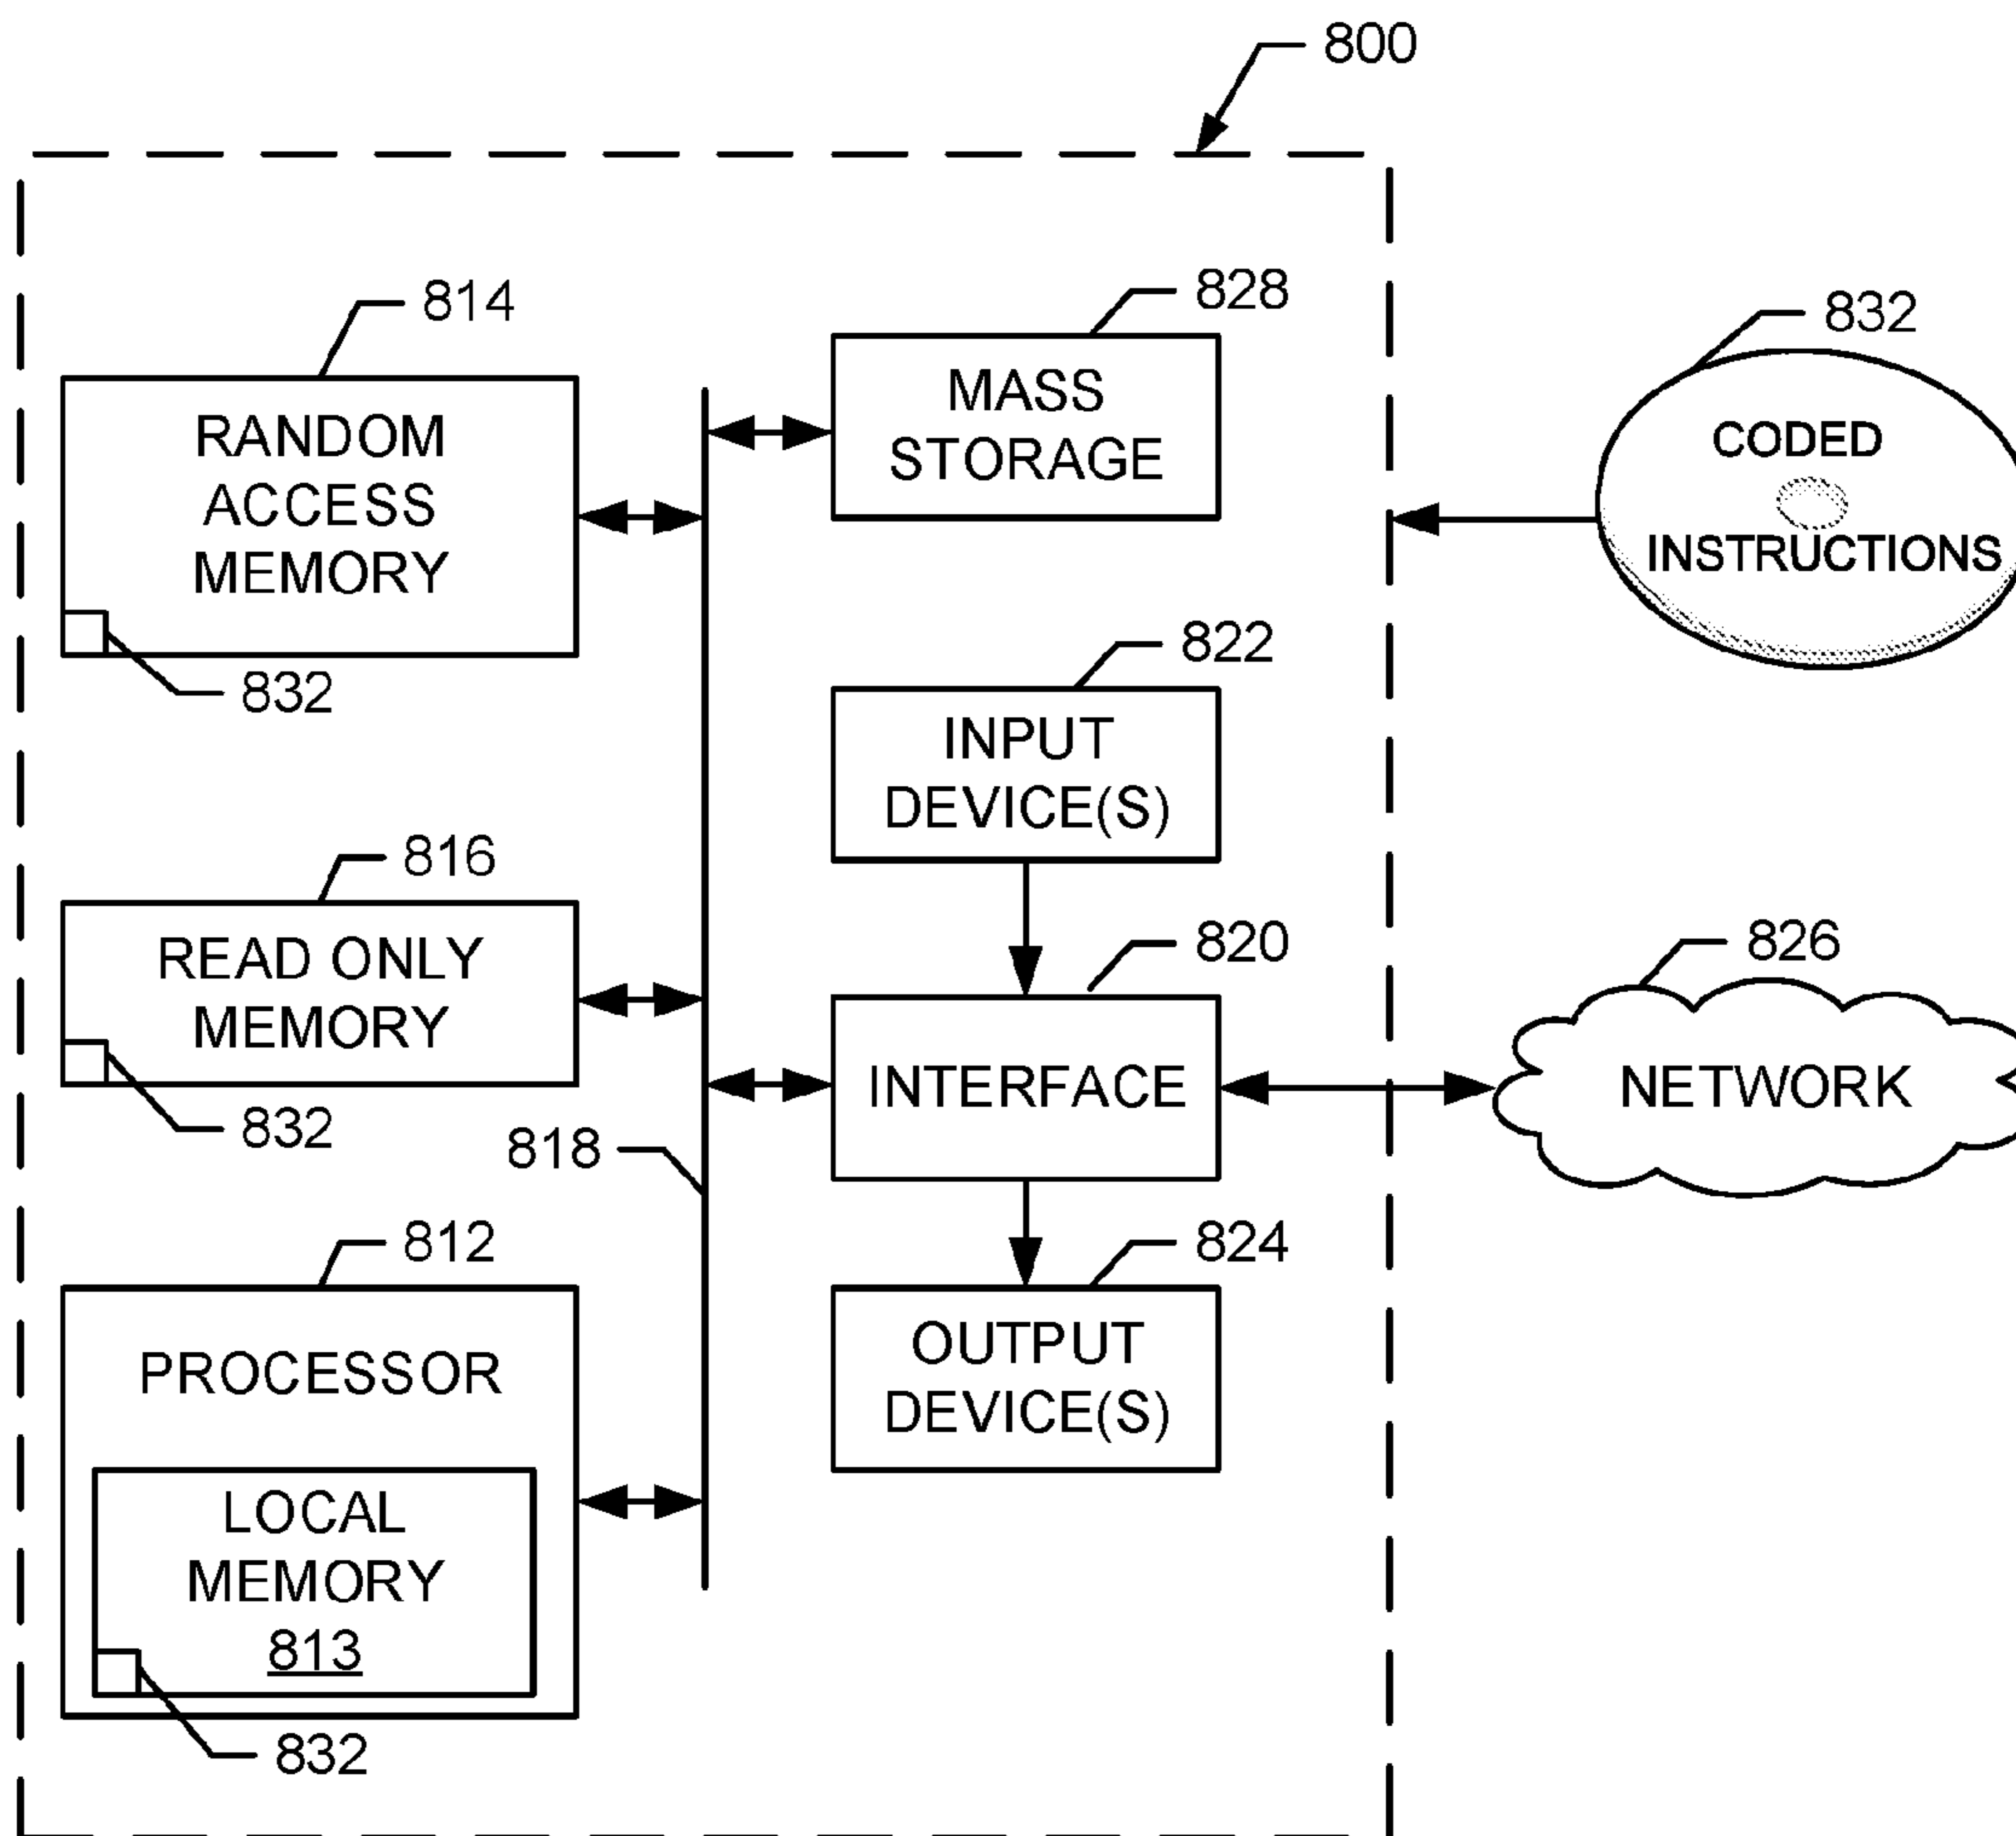 800
814
RANDOM
ACCESS
MEMORY
832
828
MASS
STORAGE
832
CODED
INSTRUCTIONS
822
INPUT
DEVICE(S)
816
READ ONLY
MEMORY
832
818
820
INTERFACE
826
NETWORK
812
PROCESSOR
LOCAL
MEMORY
813
832
824
OUTPUT
DEVICE(S)